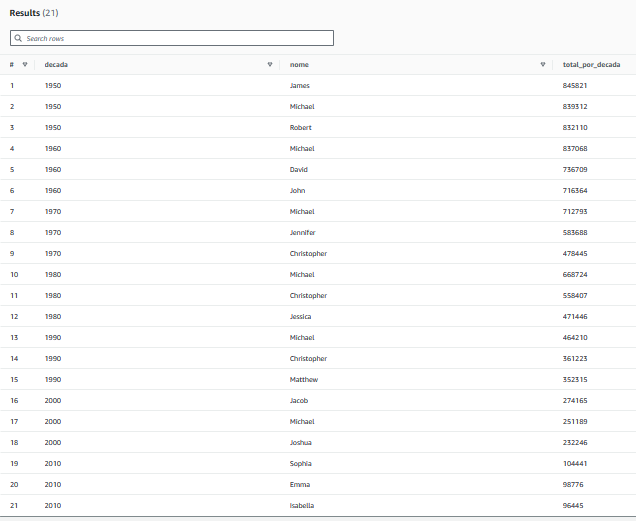 Results (21)
Search rows
# decada nome total_por_decada
1 1950 James 845821
2 1950 Michael 839312
3 1950 Robert 832110
4 1960 Michael 837068
5 1960 David 736709
6 1960 John 716364
7 1970 Michael 712793
8 1970 Jennifer 583688
9 1970 Christopher 478445
10 1980 Michael 668724
11 1980 Christopher 558407
12 1980 Jessica 471446
13 1990 Michael 464210
14 1990 Christopher 361223
15 1990 Matthew 352315
16 2000 Jacob 274165
17 2000 Michael 251189
18 2000 Joshua 232246
19 2010 Sophia 104441
20 2010 Emma 98776
21 2010 Isabella 96445